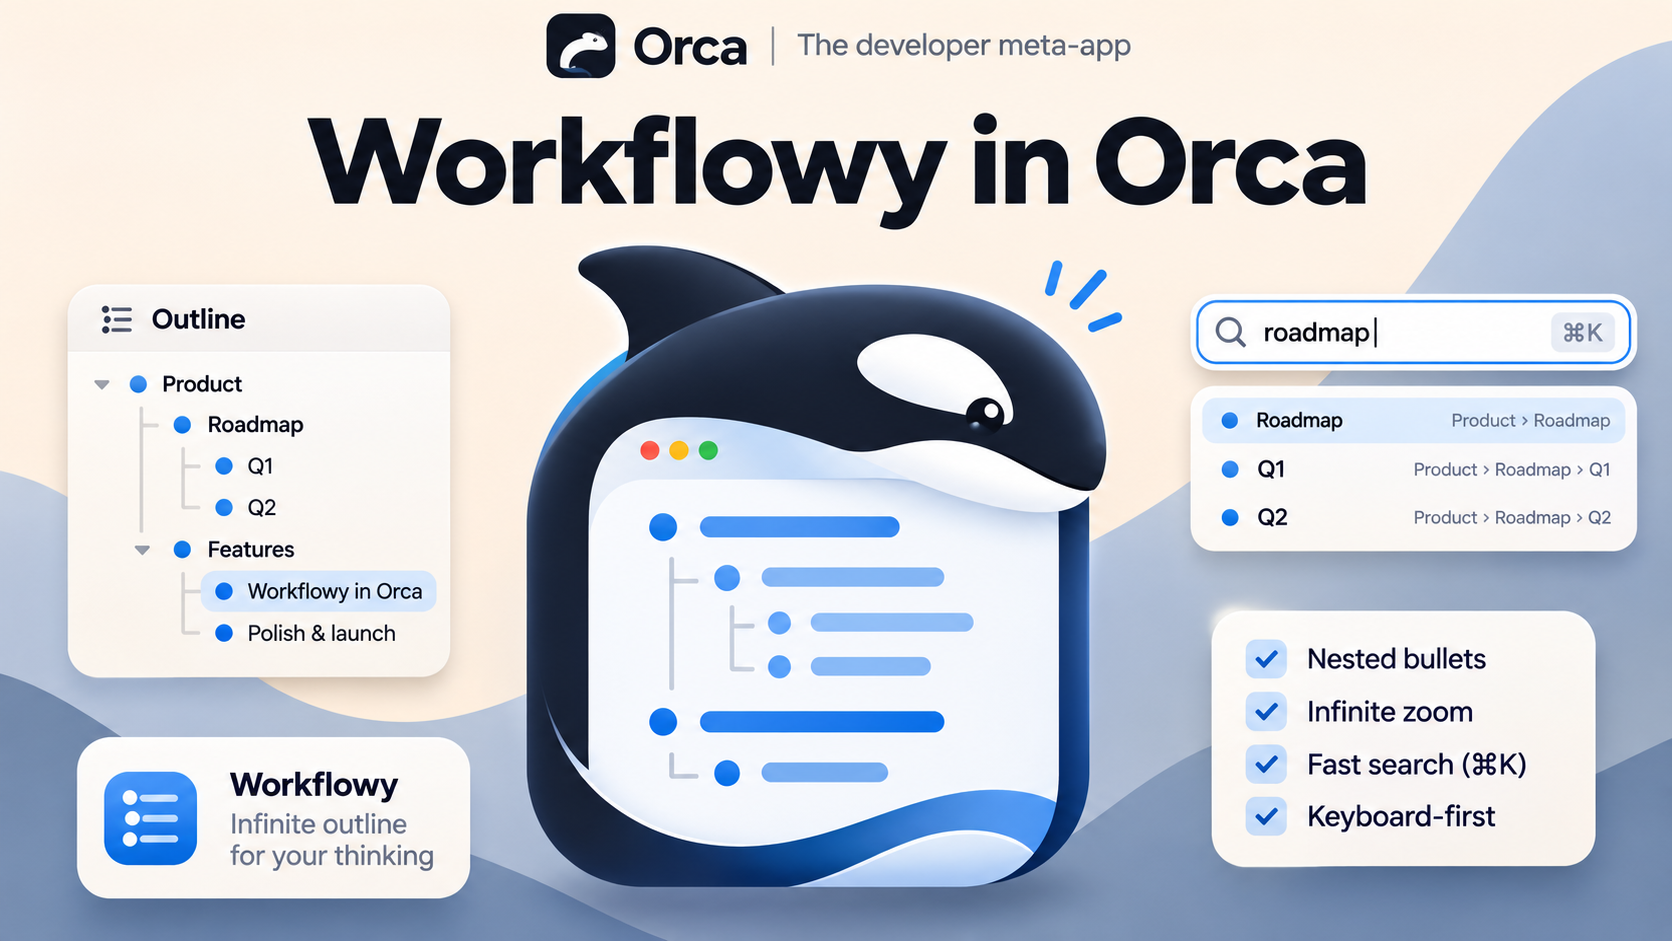 Orca | The developer meta-app
Workflowy in Orca
Outline
Product
Roadmap
Q1
Q2
Features
Workflowy in Orca
Polish & launch
Workflowy
Infinite outline
for your thinking
roadmap ⌘K
Roadmap Product › Roadmap
Q1 Product › Roadmap › Q1
Q2 Product › Roadmap › Q2
Nested bullets
Infinite zoom
Fast search (⌘K)
Keyboard-first